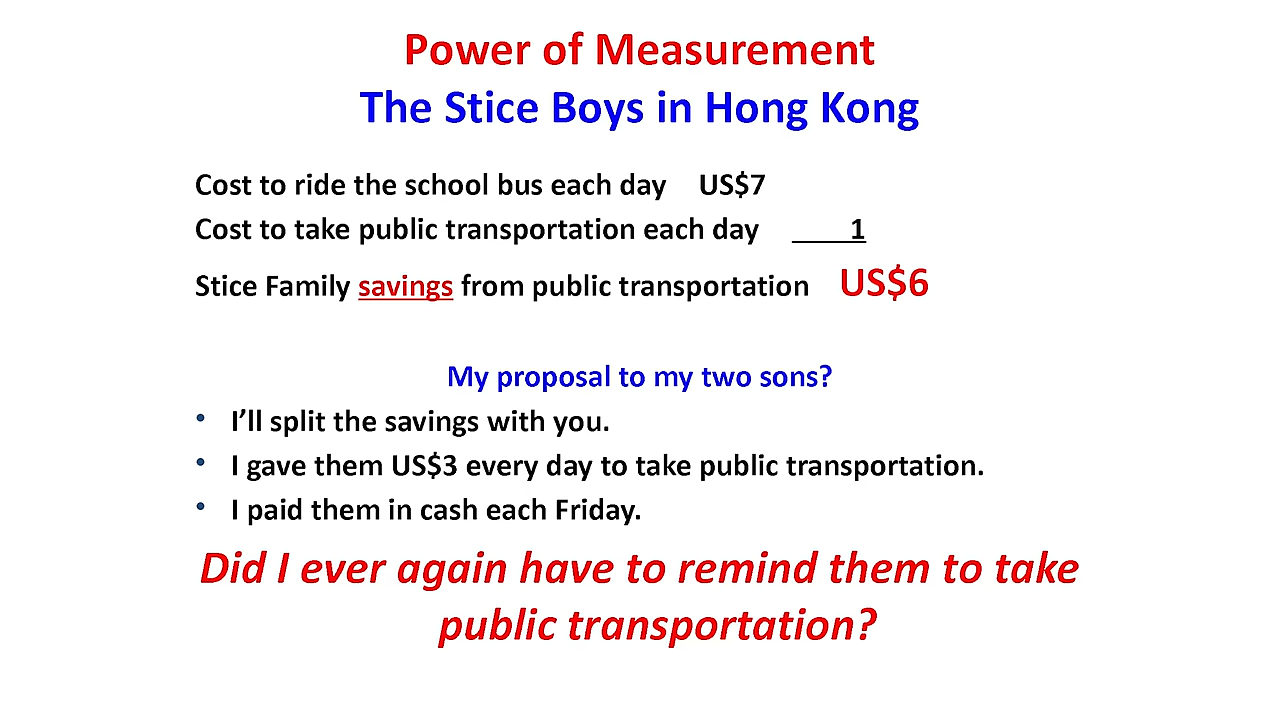 Power of Measurement
The Stice Boys in Hong Kong
Cost to ride the school bus each day US$7
Cost to take public transportation each day 1
Stice Family savings from public transportation US$6
My proposal to my two sons?
• I’ll split the savings with you.
• I gave them US$3 every day to take public transportation.
• I paid them in cash each Friday.
Did I ever again have to remind them to take
public transportation?